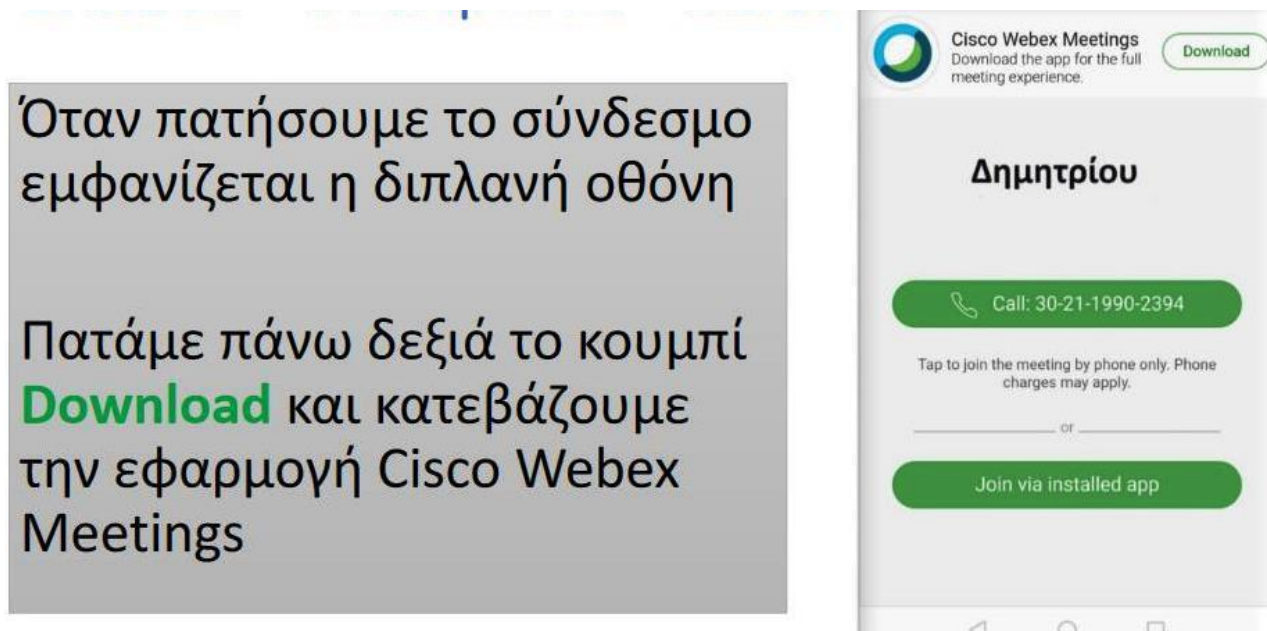 Όταν πατήσουμε το σύνδεσμο
εμφανίζεται η διπλανή οθόνη
Πατάμε πάνω δεξιά το κουμπί
Download και κατεβάζουμε
την εφαρμογή Cisco Webex
Meetings
Cisco Webex Meetings
Download the app for the full
meeting experience.
Download
Δημητρίου
Call: 30-21-1990-2394
Tap to join the meeting by phone only. Phone
charges may apply.
or
Join via installed app